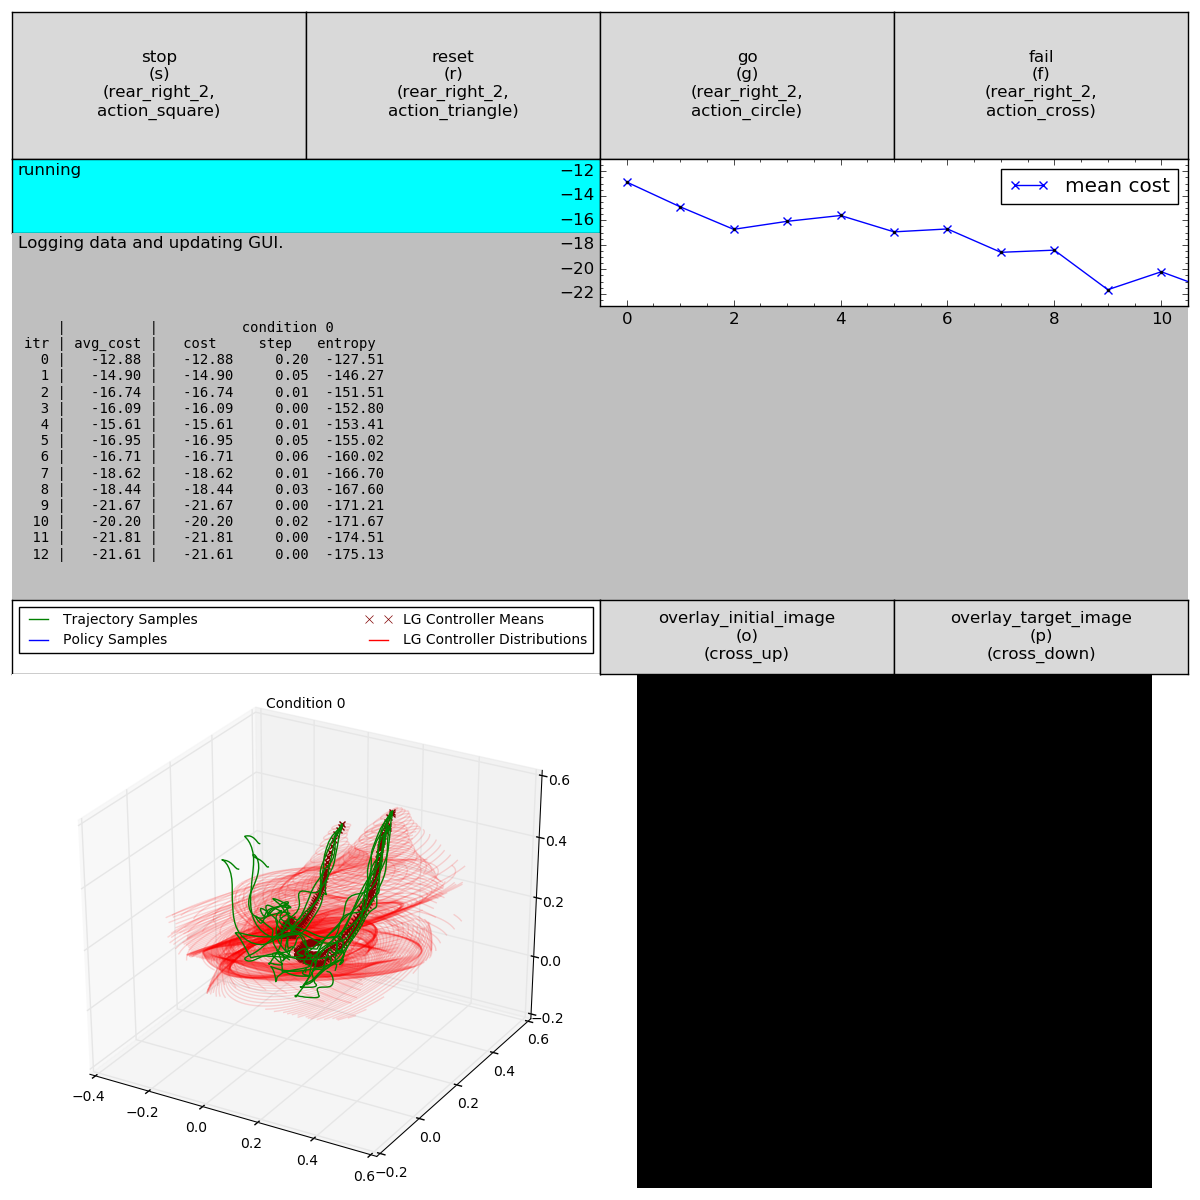 stop
(s)
(rear_right_2,
action_square)
reset
(r)
(rear_right_2,
action_triangle)
go
(g)
(rear_right_2,
action_circle)
fail
(f)
(rear_right_2,
action_cross)
running
Logging data and updating GUI.
−12
−14
−16
−18
−20
−22
mean cost
0 2 4 6 8 10
| | condition 0
itr | avg_cost | cost step entropy
0 | -12.88 | -12.88 0.20 -127.51
1 | -14.90 | -14.90 0.05 -146.27
2 | -16.74 | -16.74 0.01 -151.51
3 | -16.09 | -16.09 0.00 -152.80
4 | -15.61 | -15.61 0.01 -153.41
5 | -16.95 | -16.95 0.05 -155.02
6 | -16.71 | -16.71 0.06 -160.02
7 | -18.62 | -18.62 0.01 -166.70
8 | -18.44 | -18.44 0.03 -167.60
9 | -21.67 | -21.67 0.00 -171.21
10 | -20.20 | -20.20 0.02 -171.67
11 | -21.81 | -21.81 0.00 -174.51
12 | -21.61 | -21.61 0.00 -175.13
Trajectory Samples
Policy Samples
LG Controller Means
LG Controller Distributions
overlay_initial_image
(o)
(cross_up)
overlay_target_image
(p)
(cross_down)
Condition 0
0.6
0.4
0.2
0.0
−0.2
0.6
0.4
0.2
0.0
−0.2
−0.4
−0.2
0.0
0.2
0.4
0.6